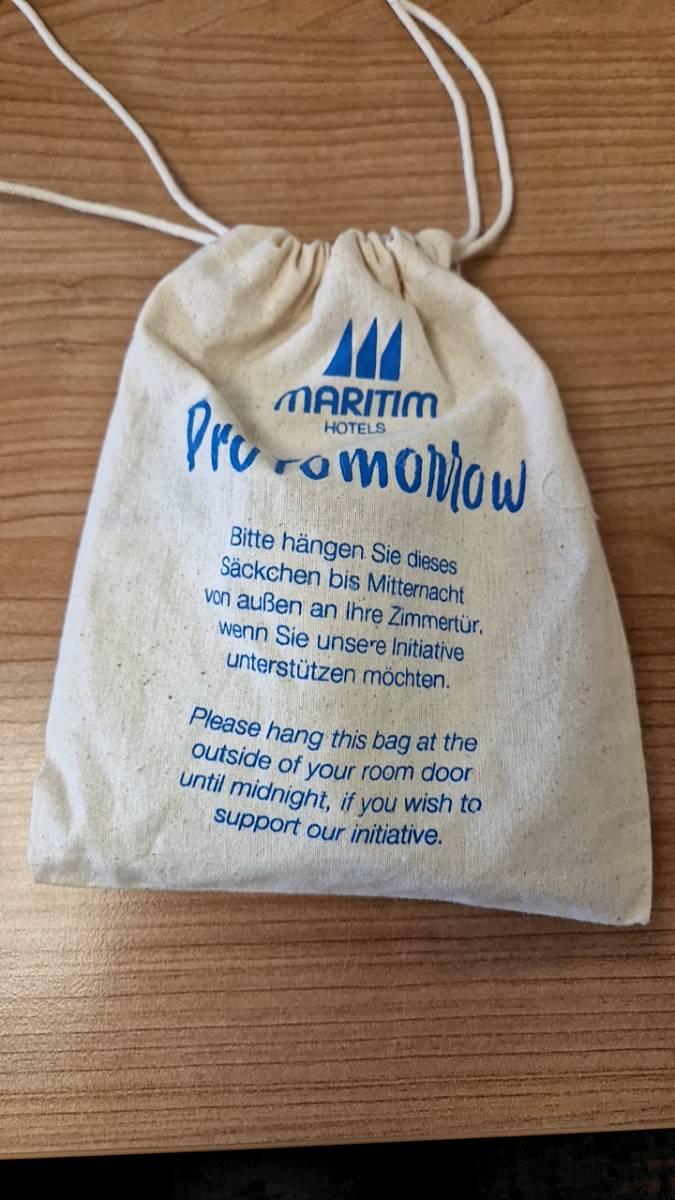 MARITIM
HOTELS
ProTomorrow
Bitte hängen Sie dieses
Säckchen bis Mitternacht
von außen an Ihre Zimmertür,
wenn Sie unsere Initiative
unterstützen möchten.
Please hang this bag at the
outside of your room door
until midnight, if you wish to
support our initiative.